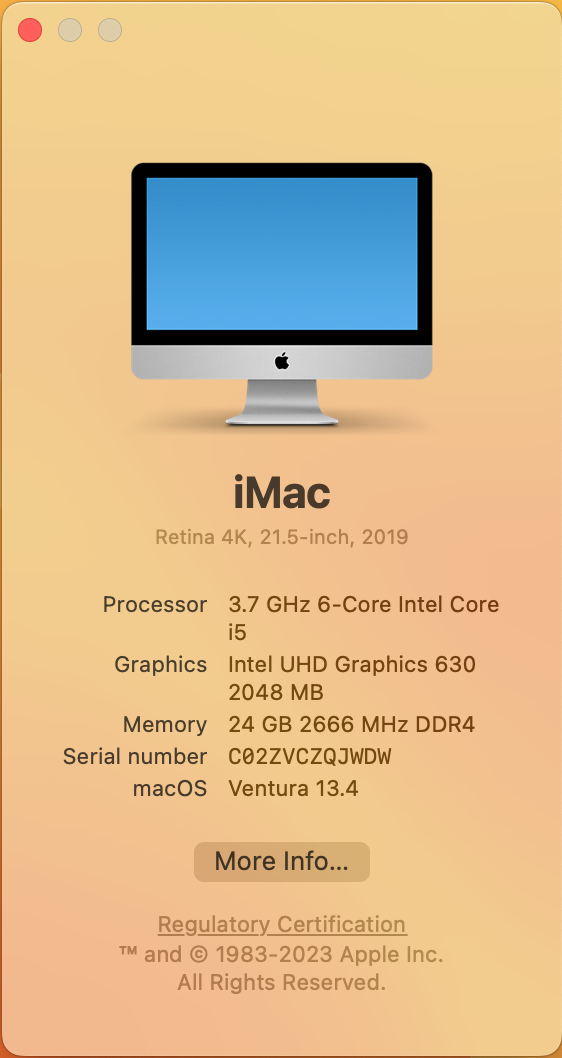 iMac
Retina 4K, 21.5-inch, 2019
Processor 3.7 GHz 6-Core Intel Core
i5
Graphics Intel UHD Graphics 630
2048 MB
Memory 24 GB 2666 MHz DDR4
Serial number C02ZVCZQJWDW
macOS Ventura 13.4
More Info...
Regulatory Certification
™ and © 1983-2023 Apple Inc.
All Rights Reserved.